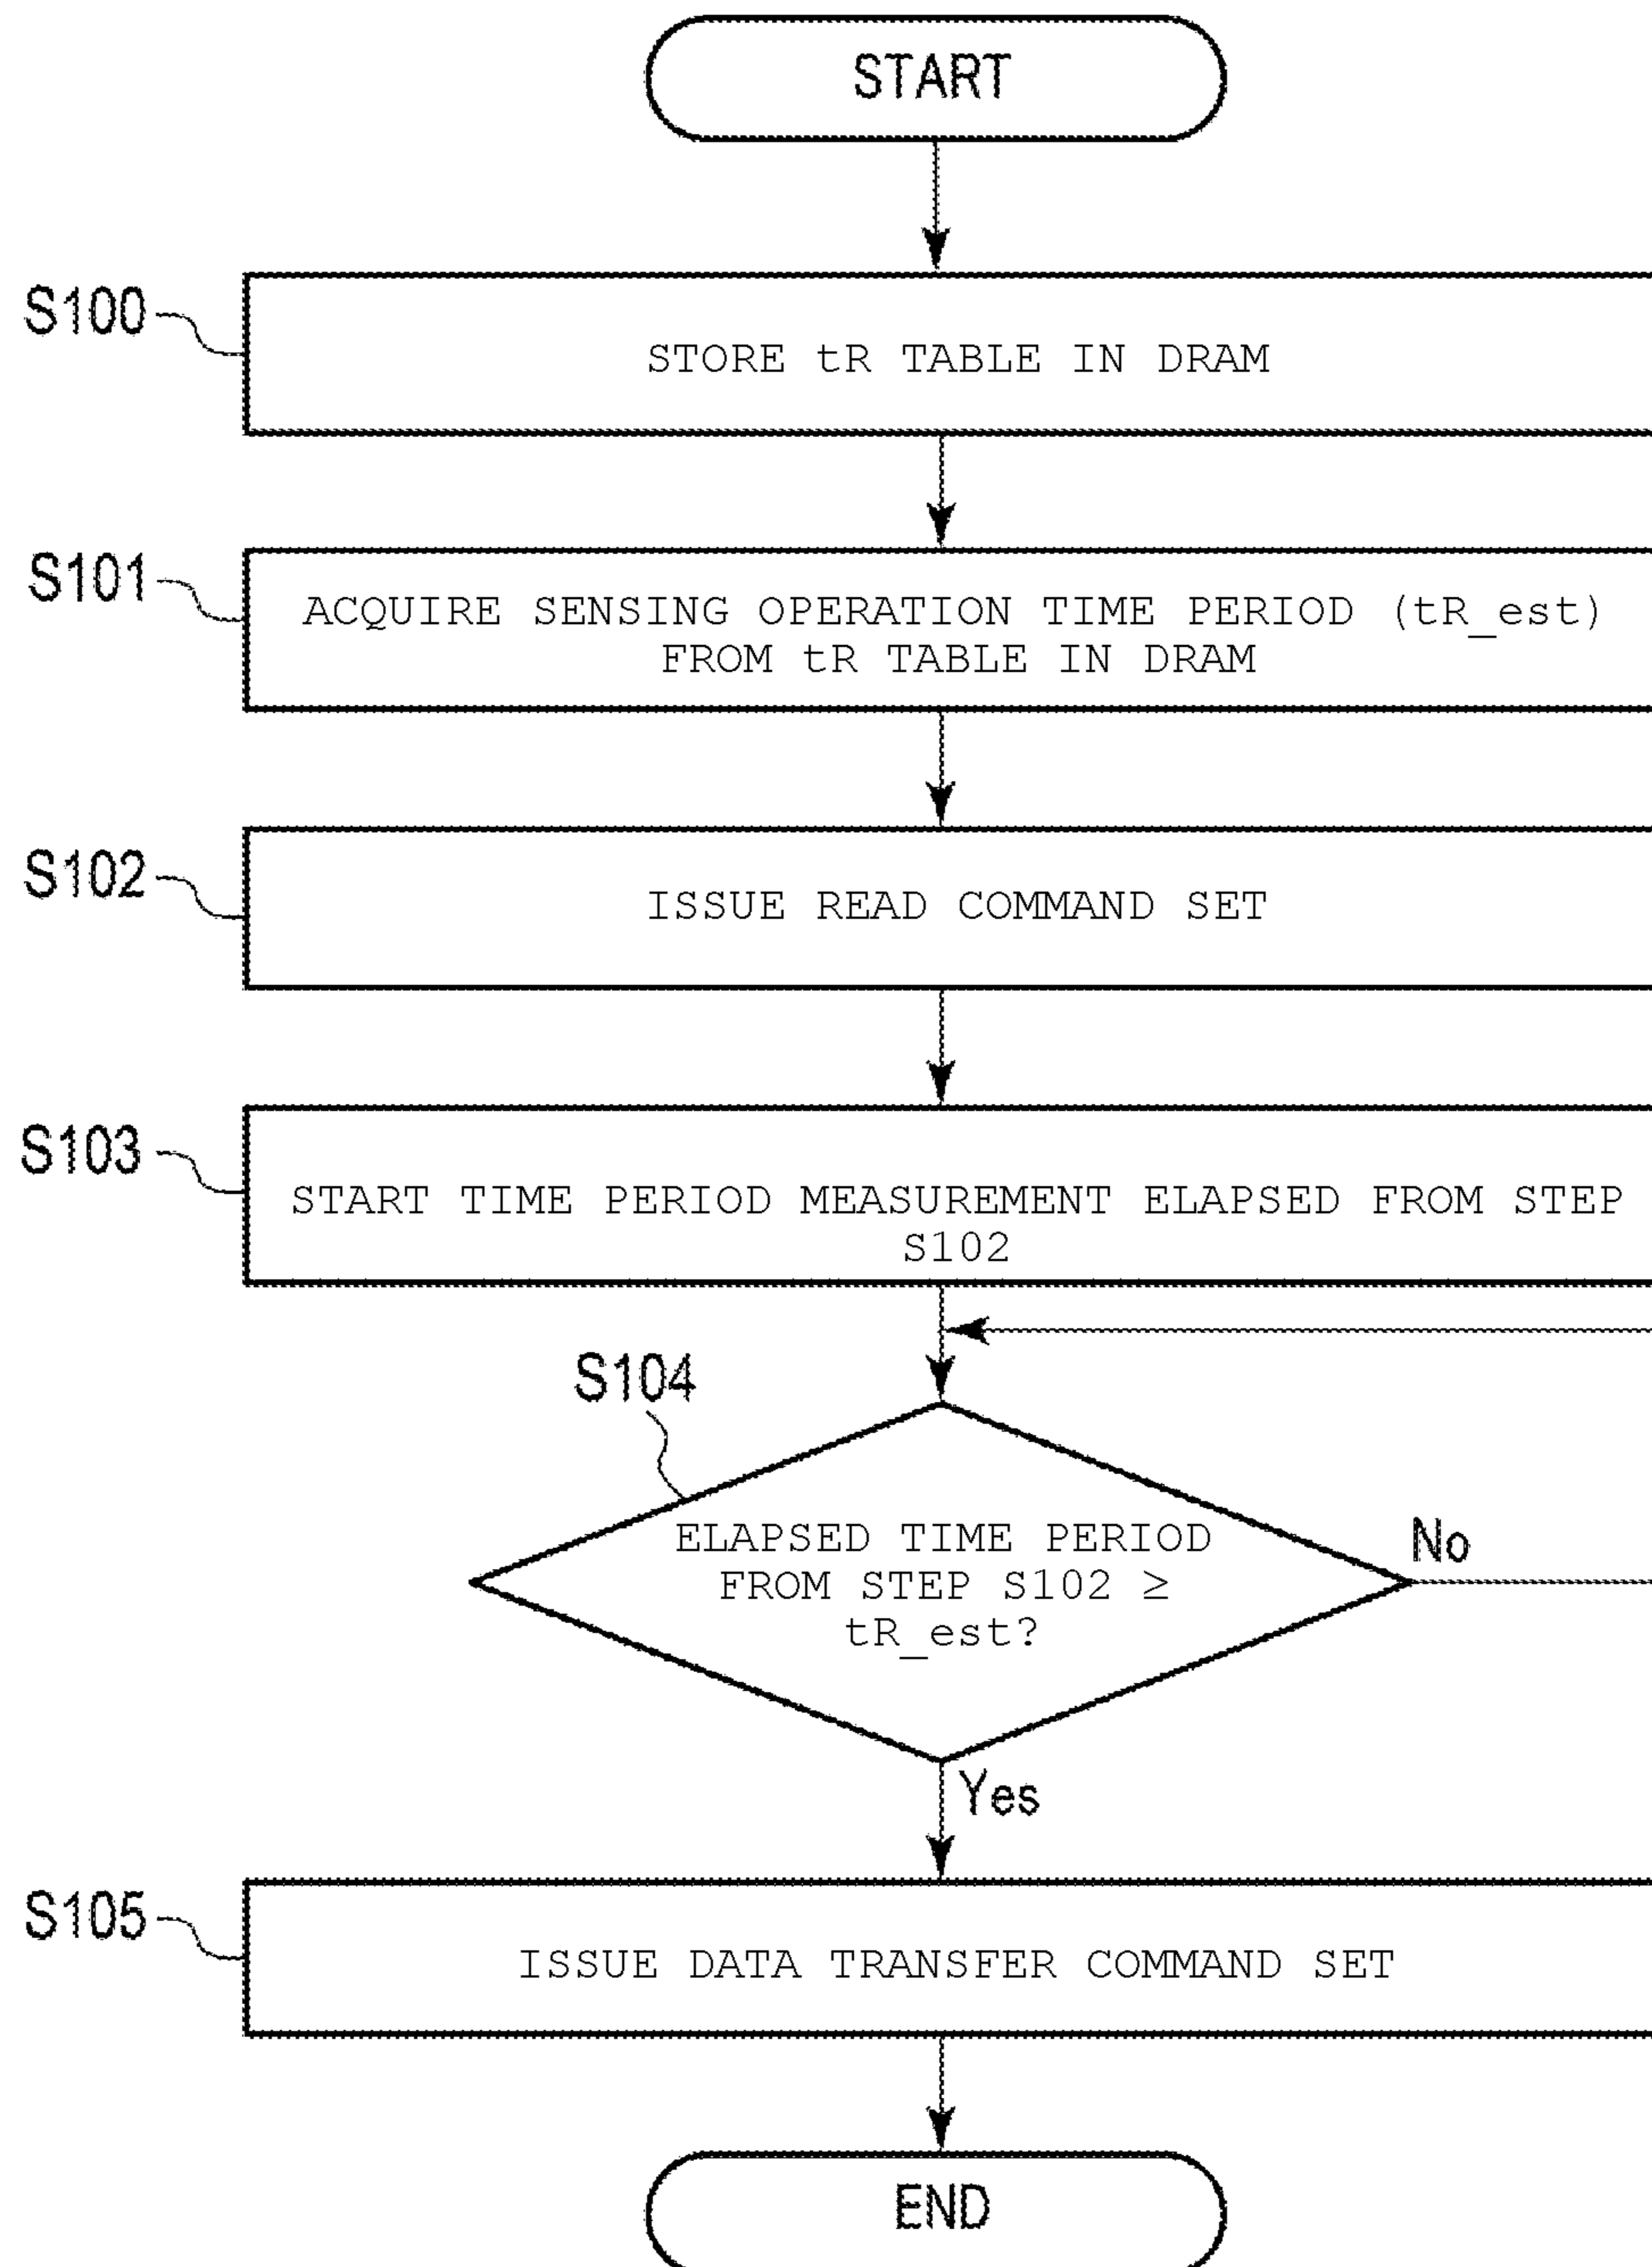 START
S100
STORE tR TABLE IN DRAM
S101
ACQUIRE SENSING OPERATION TIME PERIOD (tR_est)
FROM tR TABLE IN DRAM
S102
ISSUE READ COMMAND SET
S103
START TIME PERIOD MEASUREMENT ELAPSED FROM STEP
S102
S104
ELAPSED TIME PERIOD
FROM STEP S102 ≥
tR_est?
No
Yes
S105
ISSUE DATA TRANSFER COMMAND SET
END